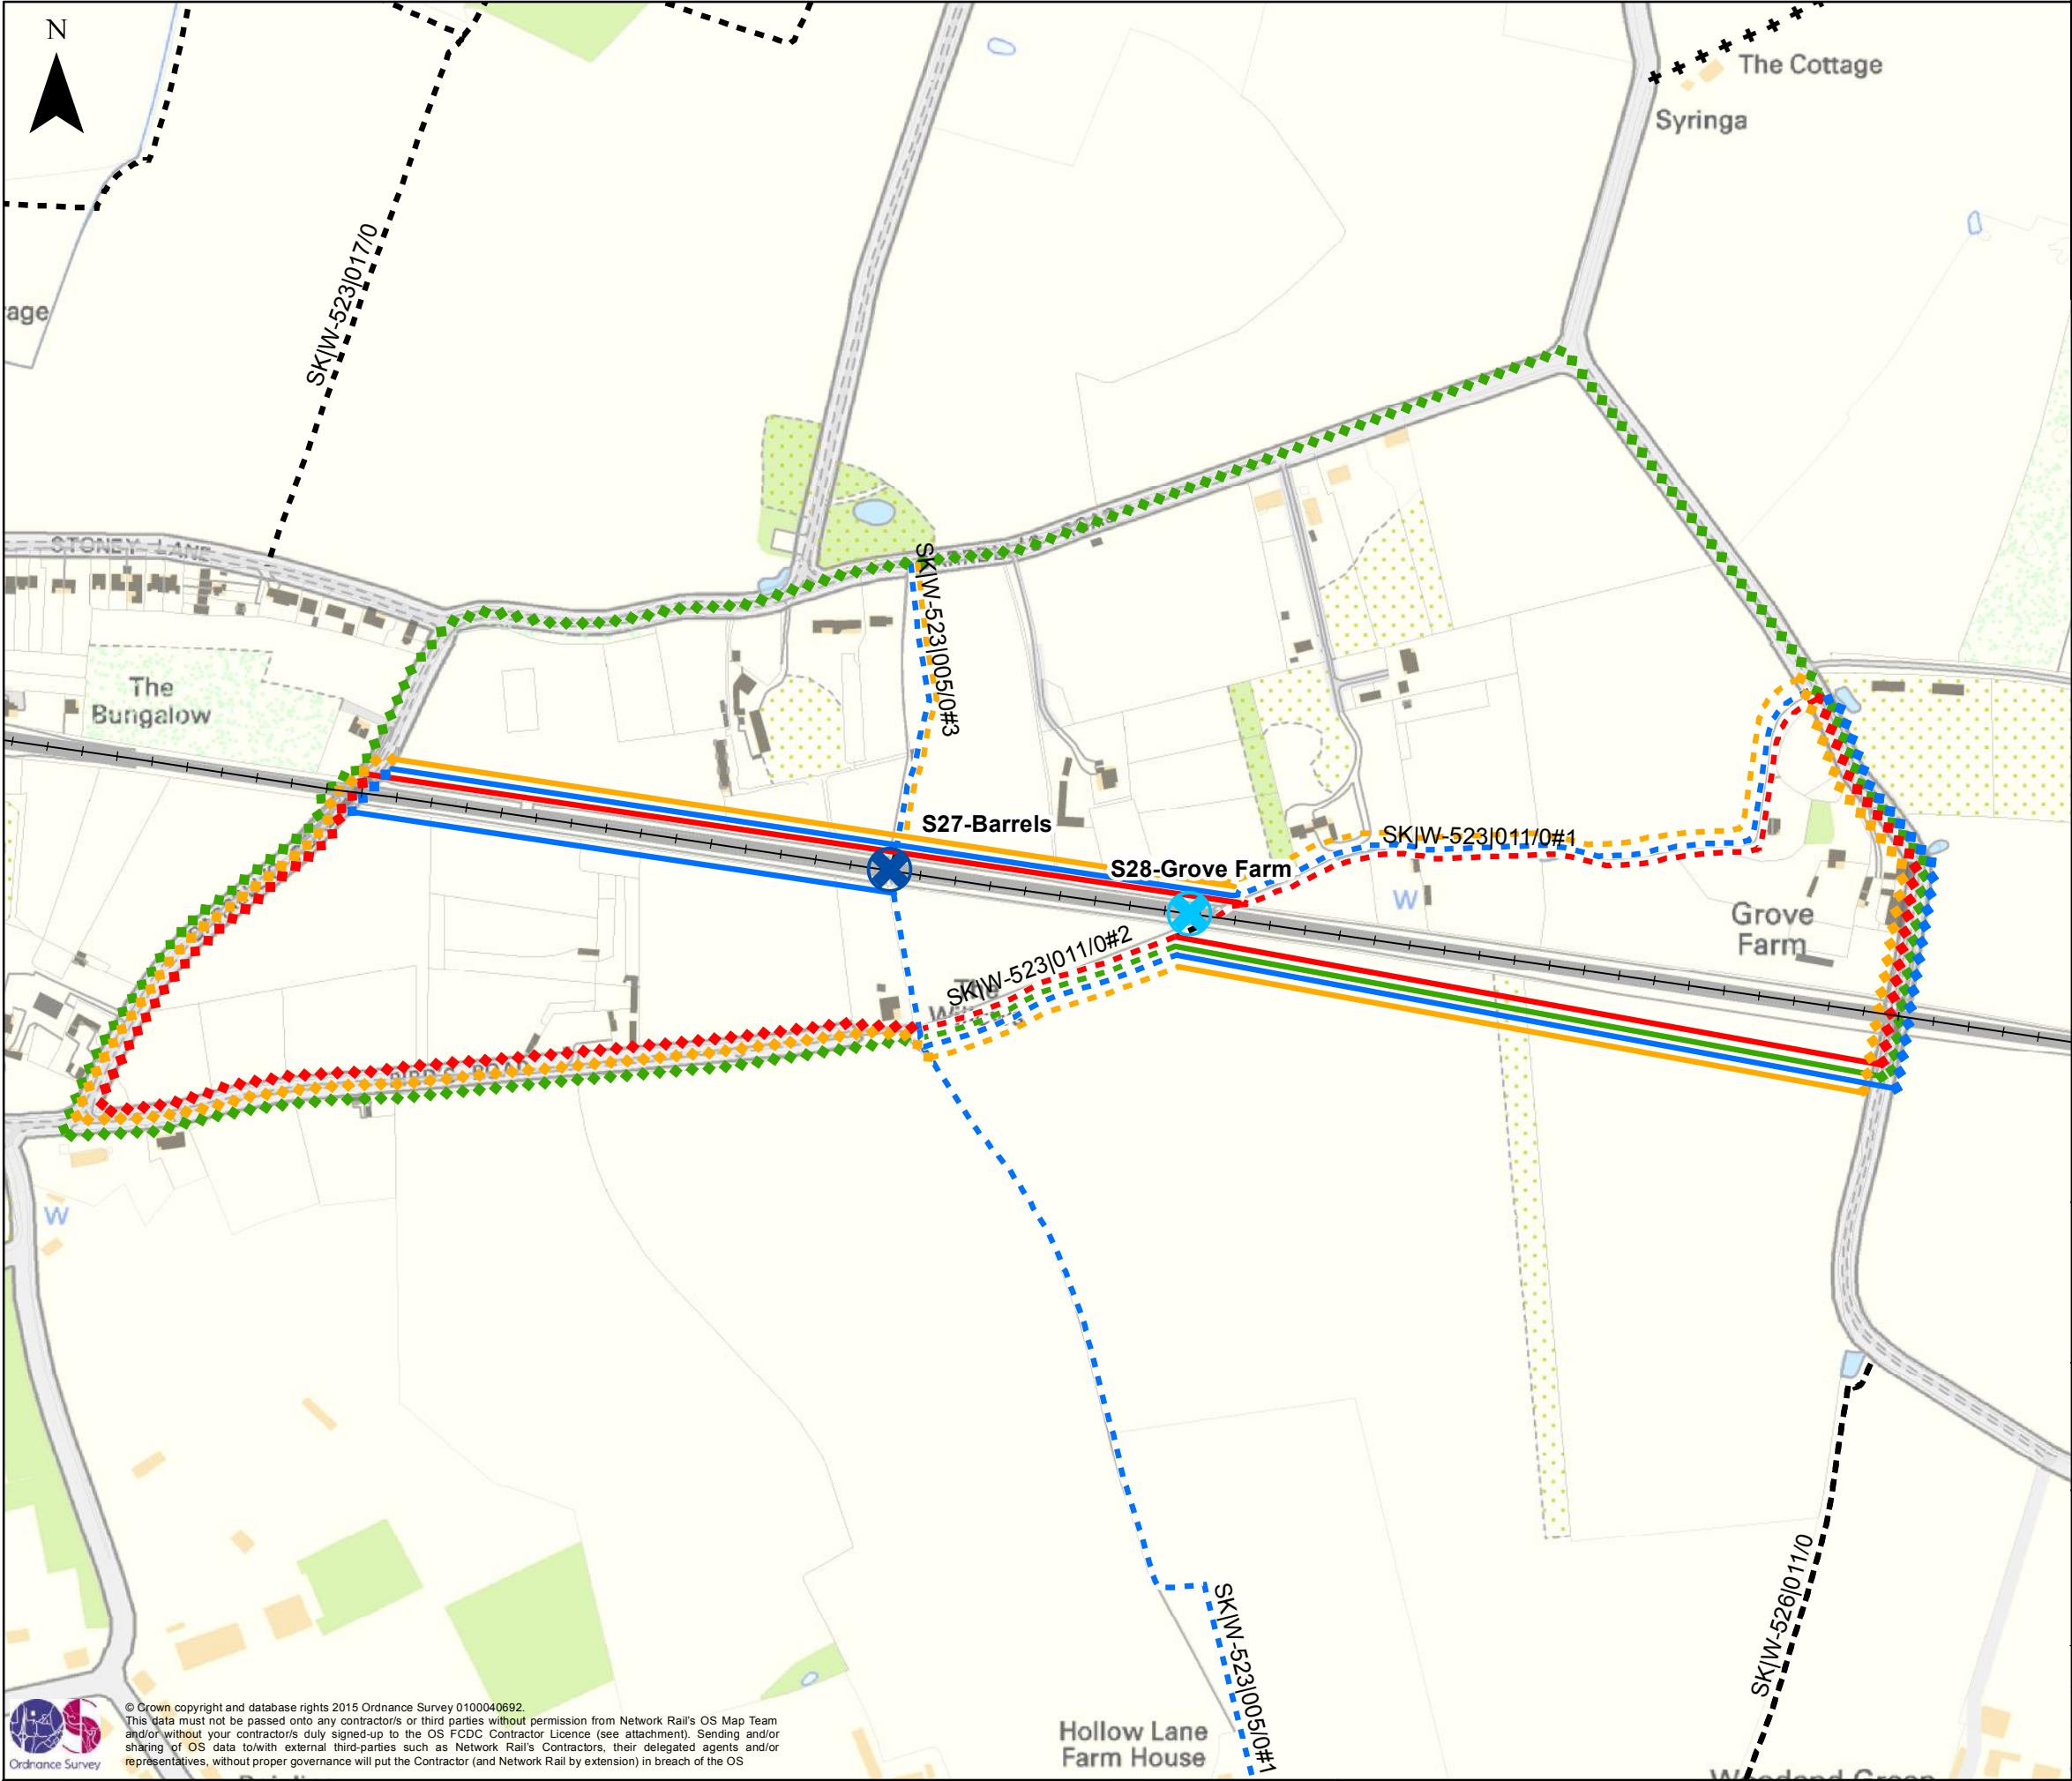 N
The Cottage
Syringa
SK|W-523|017/0
age
STONEY LANE
SK|W-523|005/0#3
The
Bungalow
S27-Barrels
SK|W-523|011/0#1
S28-Grove Farm
W
Grove
Farm
SK|W-523|011/0#2
The
W
SK|W-526|011/0
SK|W-523|005/0#1
Hollow Lane
Farm House
Ordnance Survey
© Crown copyright and database rights 2015 Ordnance Survey 0100040692.
This data must not be passed onto any contractor/s or third parties without permission from Network Rail's OS Map Team
and/or without your contractor/s duly signed-up to the OS FCDC Contractor Licence (see attachment). Sending and/or
sharing of OS data to/with external third-parties such as Network Rail's Contractors, their delegated agents and/or
representatives, without proper governance will put the Contractor (and Network Rail by extension) in breach of the OS